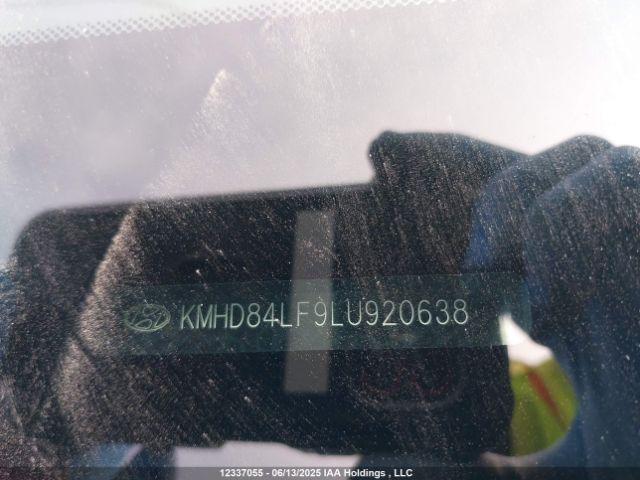 KMHD84LF9LU920638
12337055 - 06/13/2025 IAA Holdings , LLC